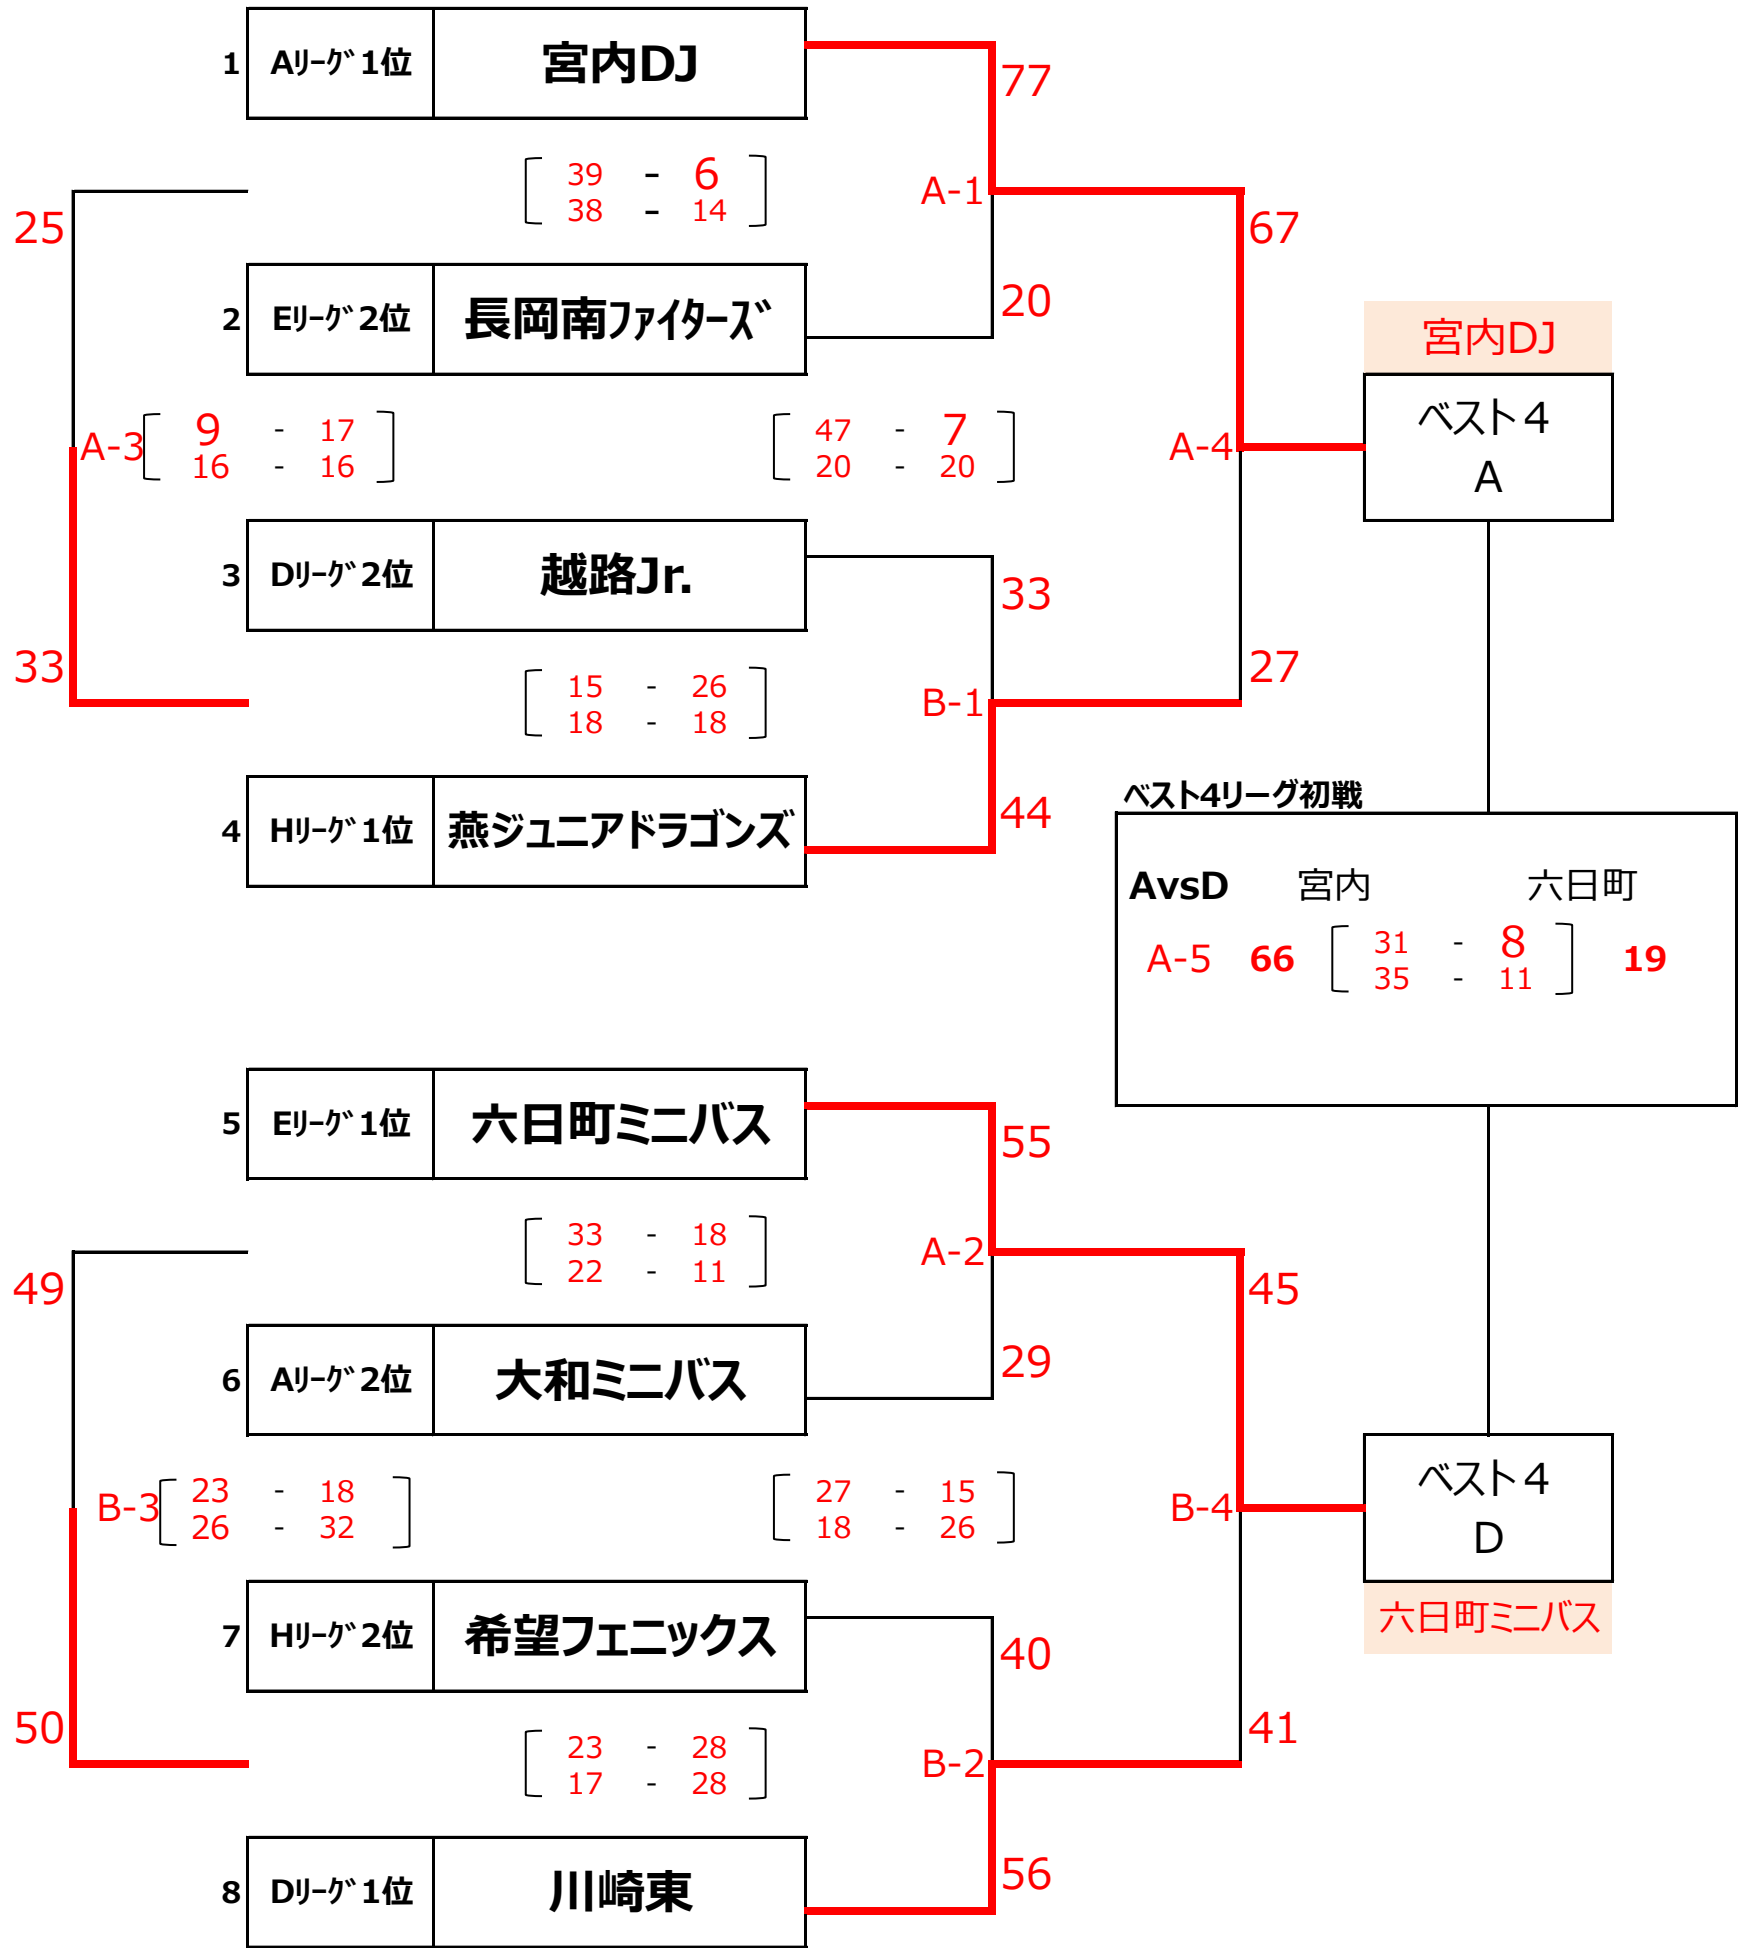 1 Aﾘｰｸﾞ1位 宮内DJ
77
39 - 6
38 - 14
A-1
25
67
2 Eﾘｰｸﾞ2位 長岡南ﾌｧｲﾀｰｽﾞ
20
宮内DJ
ベスト4
A
A-3
9 - 17
16 - 16
47 - 7
20 - 20
A-4
3 Dﾘｰｸﾞ2位 越路Jr.
33
33
27
15 - 26
18 - 18
B-1
4 Hﾘｰｸﾞ1位 燕ジュニアドラゴンズ
44
ベスト4リーグ初戦
AvsD 宮内 六日町
A-5 66 31 - 8 19
35 - 11
5 Eﾘｰｸﾞ1位 六日町ミニバス
55
33 - 18
22 - 11
A-2
49
45
6 Aﾘｰｸﾞ2位 大和ミニバス
29
ベスト4
D
B-3
23 - 18
26 - 32
27 - 15
18 - 26
B-4
7 Hﾘｰｸﾞ2位 希望フェニックス
40
六日町ミニバス
50
41
23 - 28
17 - 28
B-2
8 Dﾘｰｸﾞ1位 川崎東
56